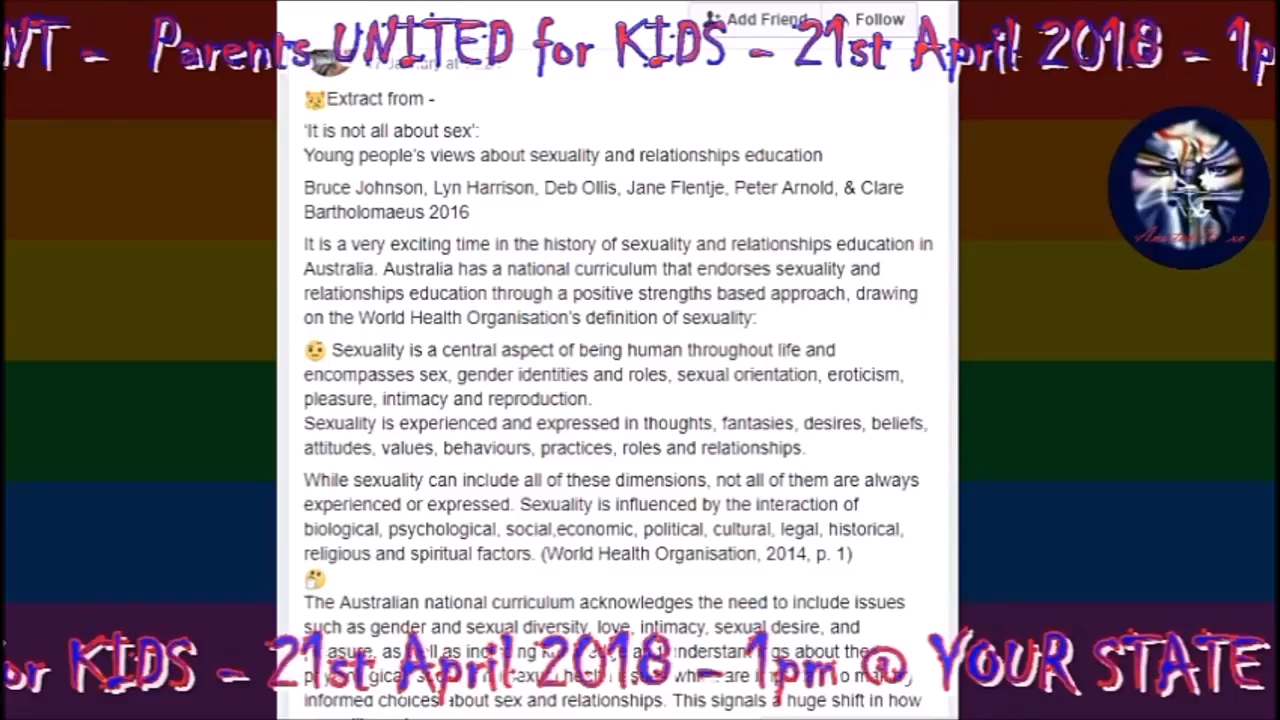 NT - Parents UNITED for KIDS - 21st April 2018 - 1p
Add Friend Follow
January at
Extract from -
‘It is not all about sex’:
Young people’s views about sexuality and relationships education
Bruce Johnson, Lyn Harrison, Deb Ollis, Jane Flentje, Peter Arnold, & Clare
Bartholomaeus 2016
It is a very exciting time in the history of sexuality and relationships education in
Australia. Australia has a national curriculum that endorses sexuality and
relationships education through a positive strengths based approach, drawing
on the World Health Organisation’s definition of sexuality:
Sexuality is a central aspect of being human throughout life and
encompasses sex, gender identities and roles, sexual orientation, eroticism,
pleasure, intimacy and reproduction.
Sexuality is experienced and expressed in thoughts, fantasies, desires, beliefs,
attitudes, values, behaviours, practices, roles and relationships.
While sexuality can include all of these dimensions, not all of them are always
experienced or expressed. Sexuality is influenced by the interaction of
biological, psychological, social,economic, political, cultural, legal, historical,
religious and spiritual factors. (World Health Organisation, 2014, p. 1)
The Australian national curriculum acknowledges the need to include issues
such as gender and sexual diversity, love, intimacy, sexual desire, and
as as about the
or KIDS - 21st April 2018 - 1pm @ YOUR STATE
are to making
informed choices about sex and relationships. This signals a huge shift in how